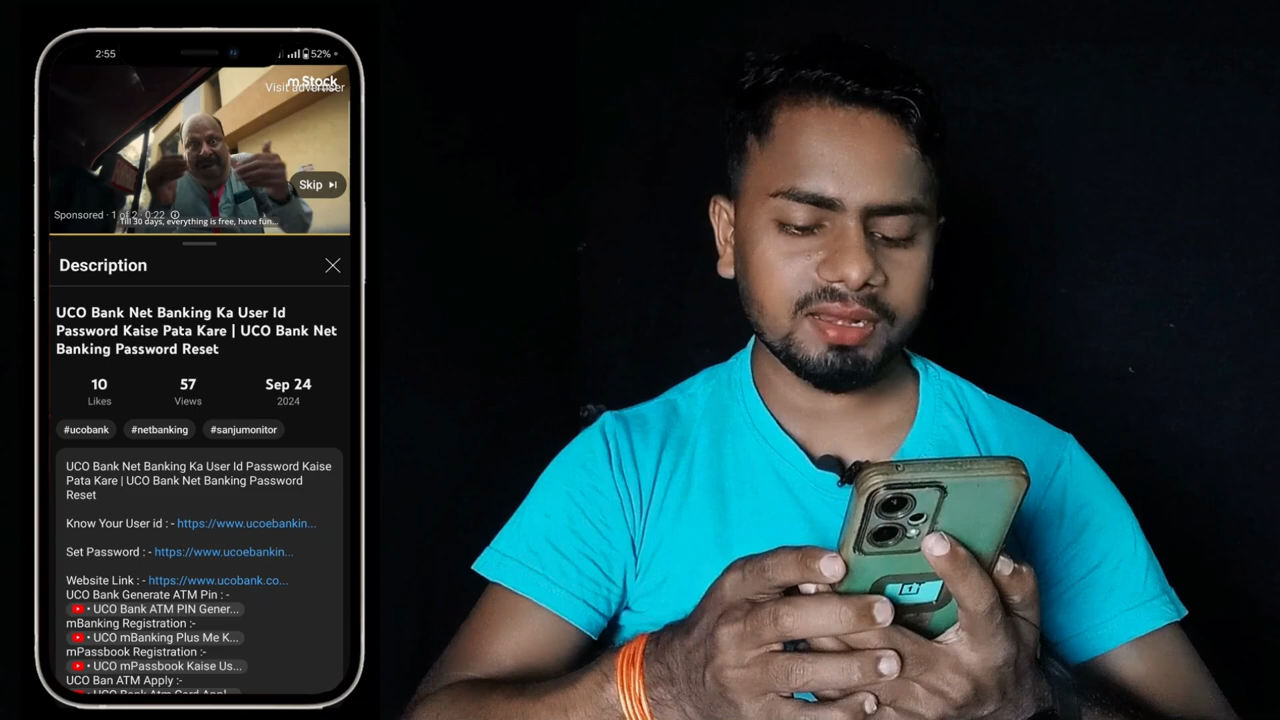 2:55
52%
m.Stock
Visit advertiser
Skip
Sponsored · 1 of 2 · 0:22
Till 30 days, everything is free, have fun...
Description
UCO Bank Net Banking Ka User Id
Password Kaise Pata Kare | UCO Bank Net
Banking Password Reset
10 57 Sep 24
Likes Views 2024
#ucobank #netbanking #sanjumonitor
UCO Bank Net Banking Ka User Id Password Kaise
Pata Kare | UCO Bank Net Banking Password
Reset
Know Your User id : - https://www.ucoebankin...
Set Password : - https://www.ucoebankin...
Website Link : - https://www.ucobank.co...
UCO Bank Generate ATM Pin : -
• UCO Bank ATM PIN Gener...
mBanking Registration :-
• UCO mBanking Plus Me K...
mPassbook Registration :-
• UCO mPassbook Kaise Us...
UCO Ban ATM Apply :-
• UCO Bank Atm Card Appl...